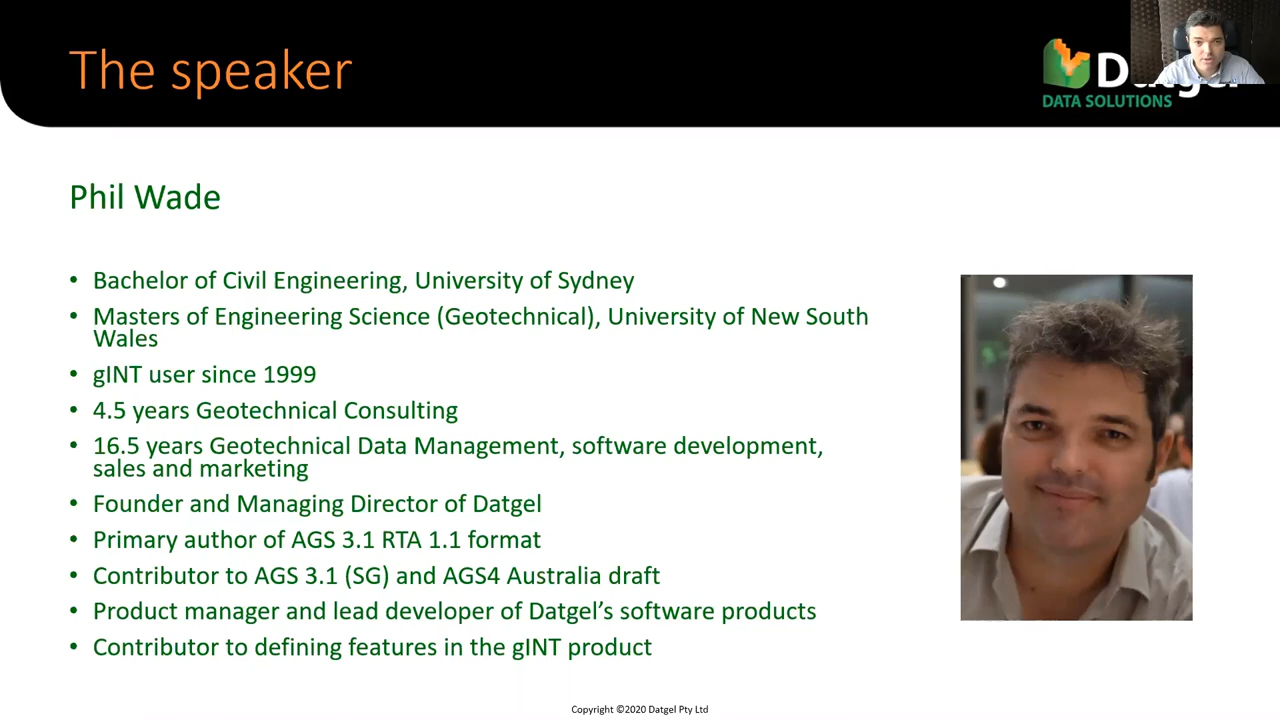 The speaker
DATA SOLUTIONS
Phil Wade
• Bachelor of Civil Engineering, University of Sydney
• Masters of Engineering Science (Geotechnical), University of New South
Wales
• gINT user since 1999
• 4.5 years Geotechnical Consulting
• 16.5 years Geotechnical Data Management, software development,
sales and marketing
• Founder and Managing Director of Datgel
• Primary author of AGS 3.1 RTA 1.1 format
• Contributor to AGS 3.1 (SG) and AGS4 Australia draft
• Product manager and lead developer of Datgel’s software products
• Contributor to defining features in the gINT product
Copyright ©2020 Datgel Pty Ltd